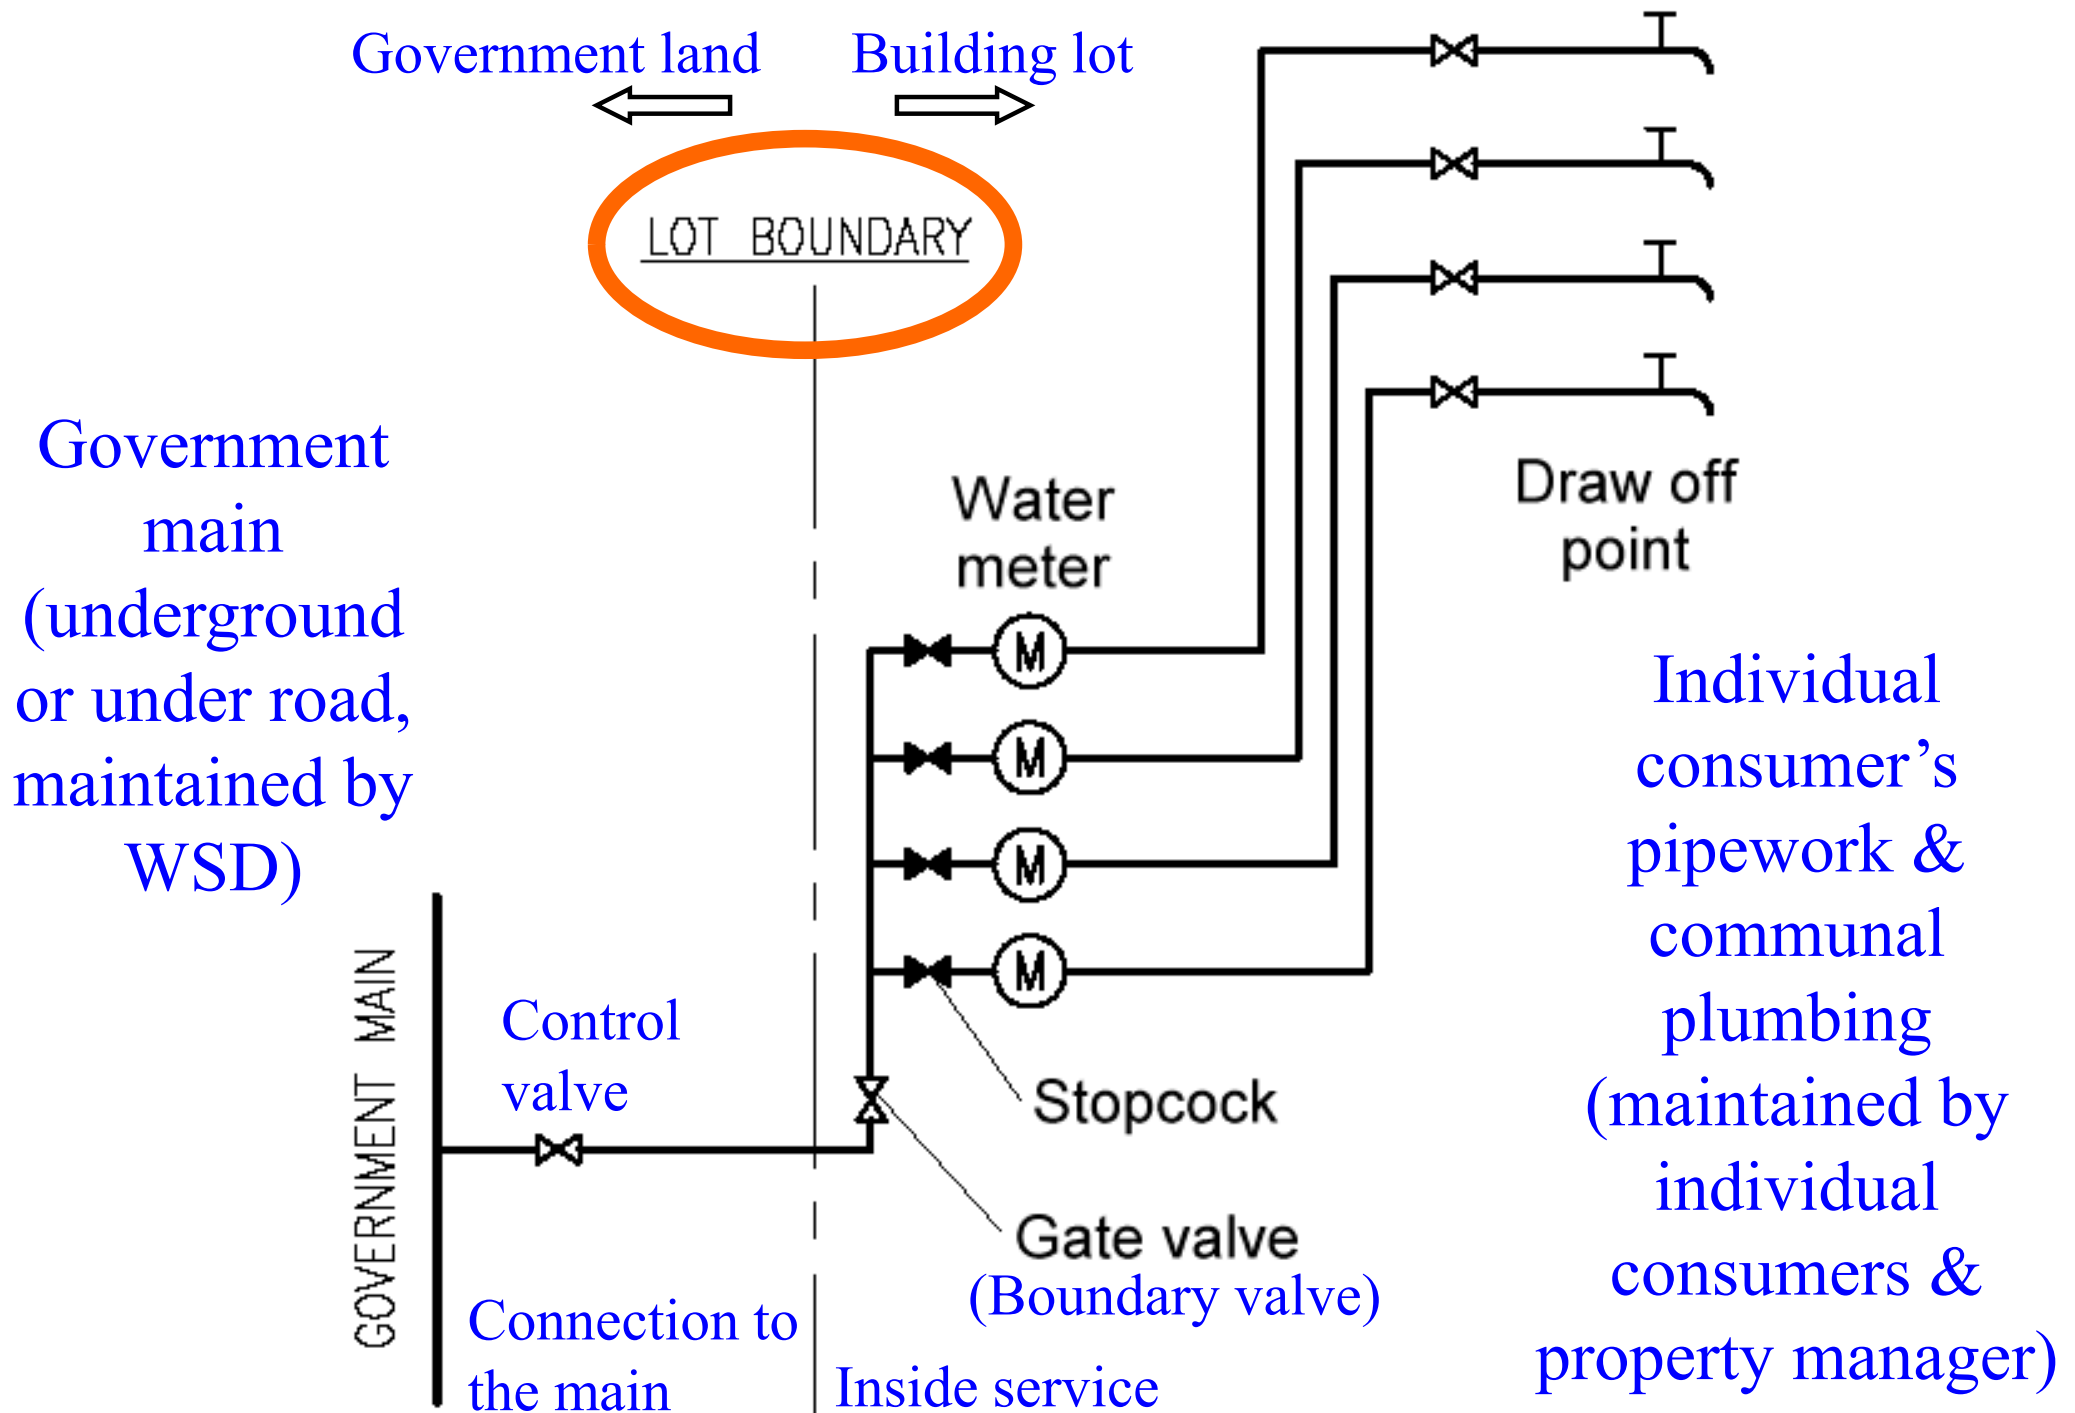 Government land
Building lot
LOT BOUNDARY
Government
main
(underground
or under road,
maintained by
WSD)
Water
meter
Draw off
point
M
M
M
M
Individual
consumer’s
pipework &
communal
plumbing
(maintained by
individual
consumers &
property manager)
GOVERNMENT MAIN
Control
valve
Stopcock
Gate valve
(Boundary valve)
Connection to
the main
Inside service